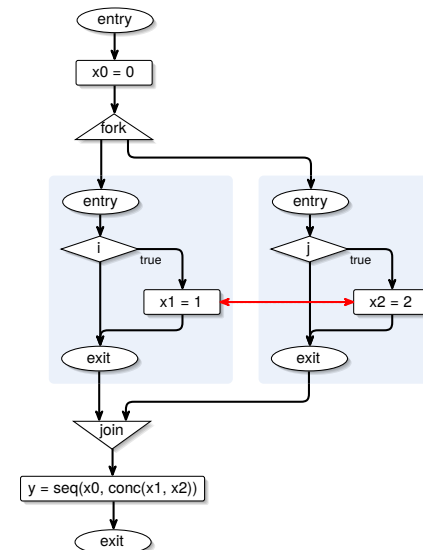 entry
x0 = 0
fork
entry
entry
i
j
true
true
x1 = 1
x2 = 2
exit
exit
join
y = seq(x0, conc(x1, x2))
exit